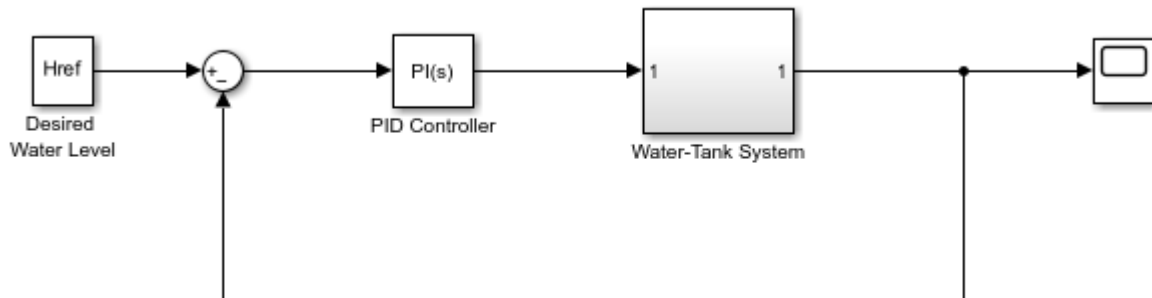 Href
Desired
Water Level
+
-
PI(s)
PID Controller
1
1
Water-Tank System